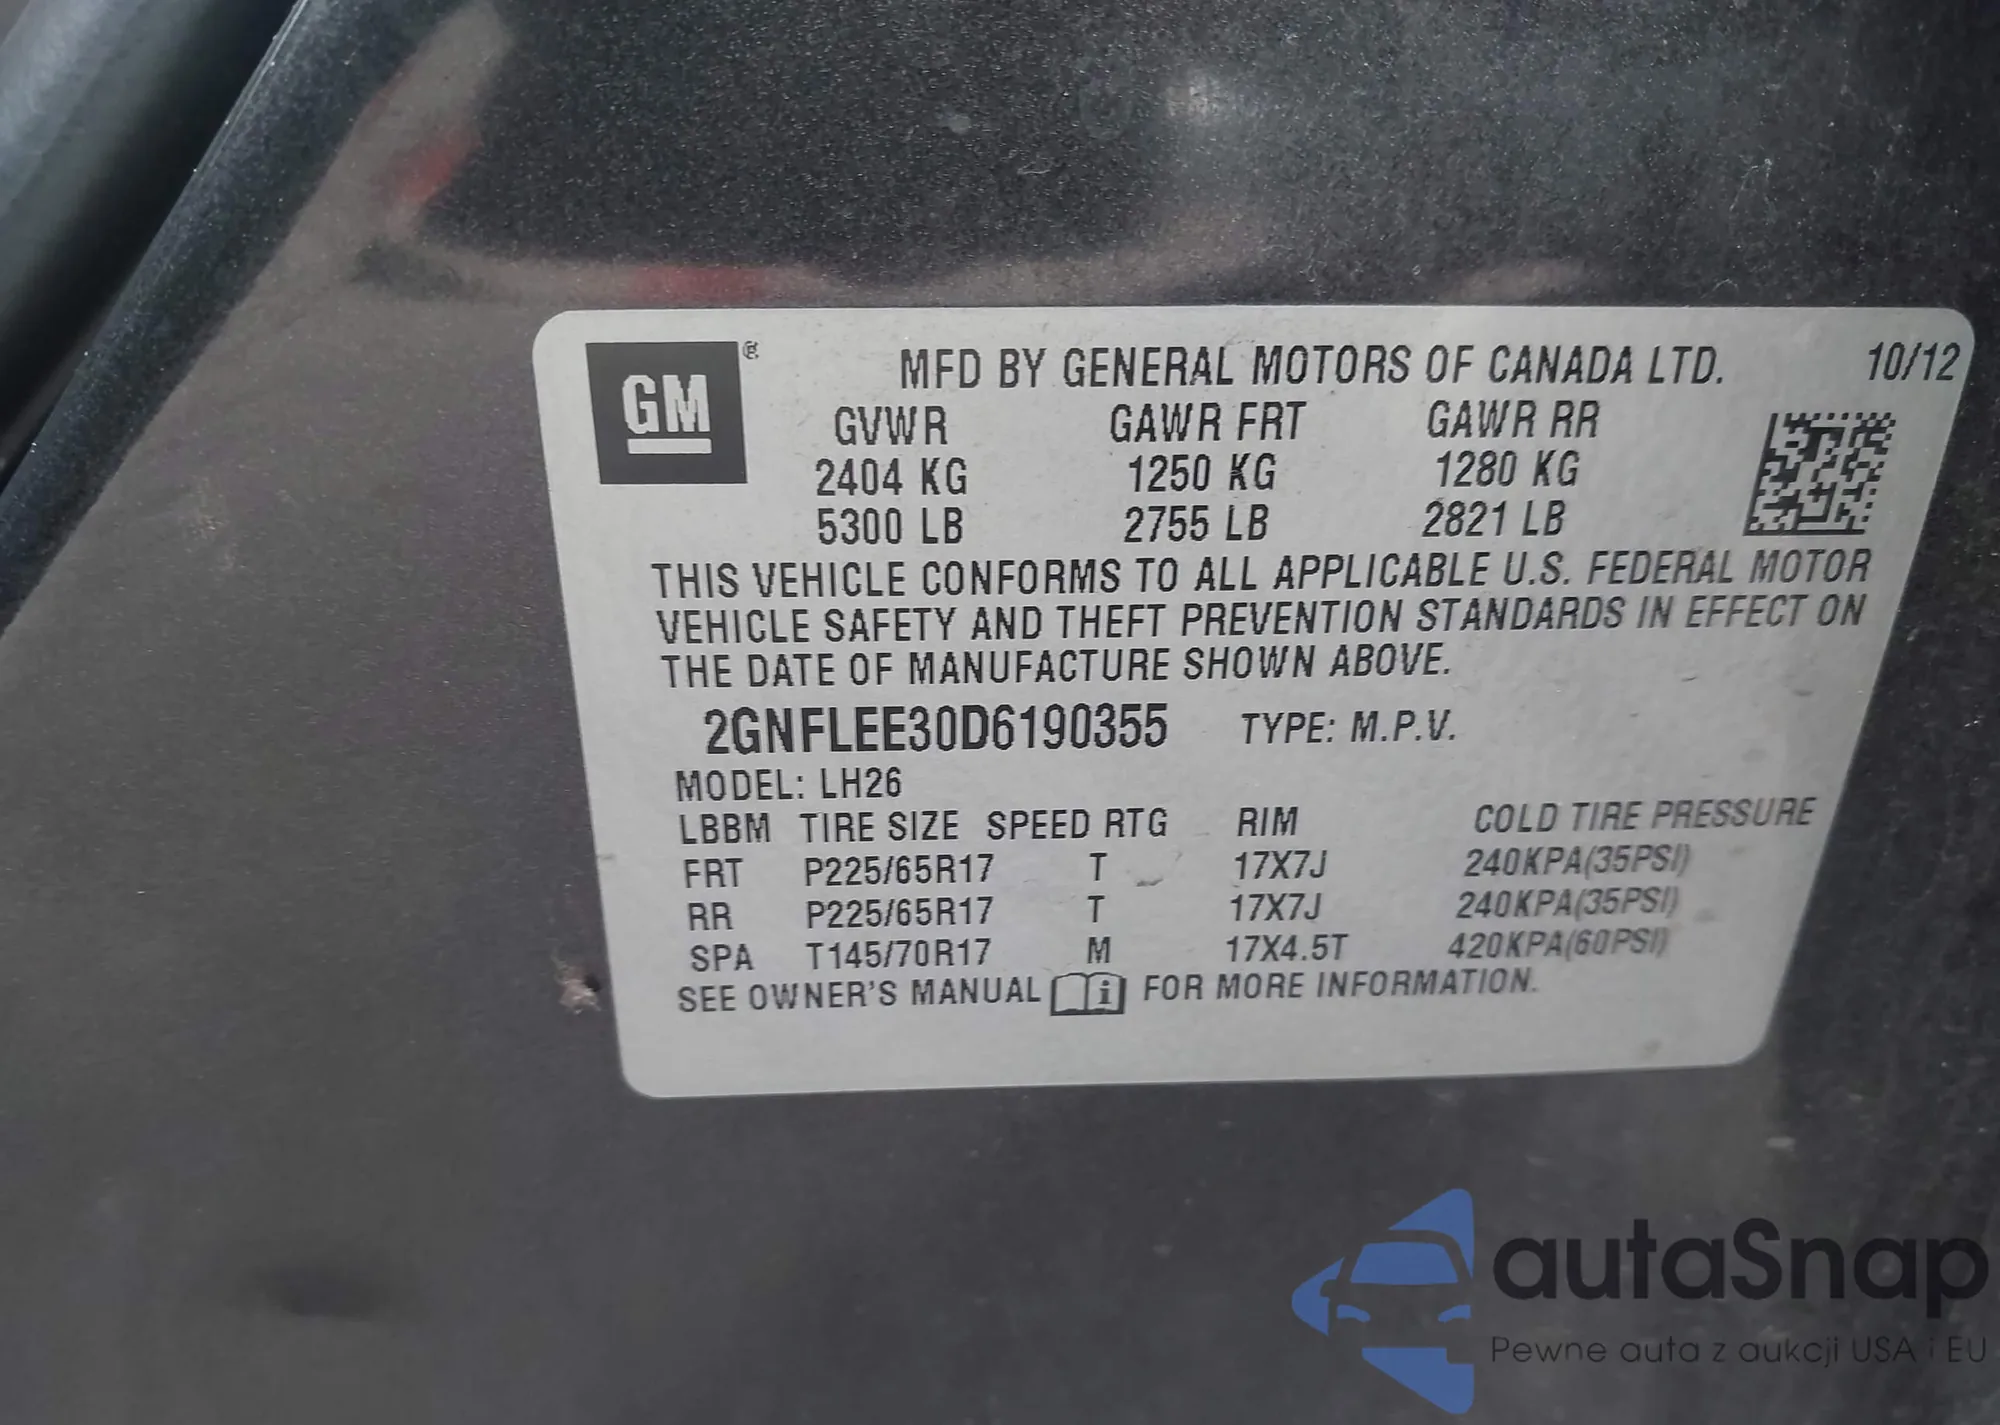 GM ®
MFD BY GENERAL MOTORS OF CANADA LTD. 10/12
GVWR GAWR FRT GAWR RR
2404 KG 1250 KG 1280 KG
5300 LB 2755 LB 2821 LB
THIS VEHICLE CONFORMS TO ALL APPLICABLE U.S. FEDERAL MOTOR
VEHICLE SAFETY AND THEFT PREVENTION STANDARDS IN EFFECT ON
THE DATE OF MANUFACTURE SHOWN ABOVE.
2GNFLEE30D6190355 TYPE: M.P.V.
MODEL: LH26
LBBM TIRE SIZE SPEED RTG RIM COLD TIRE PRESSURE
FRT P225/65R17 T 17X7J 240KPA(35PSI)
RR P225/65R17 T 17X7J 240KPA(35PSI)
SPA T145/70R17 M 17X4.5T 420KPA(60PSI)
SEE OWNER'S MANUAL i FOR MORE INFORMATION.
autaSnap
Pewne auta z aukcji USA i EU